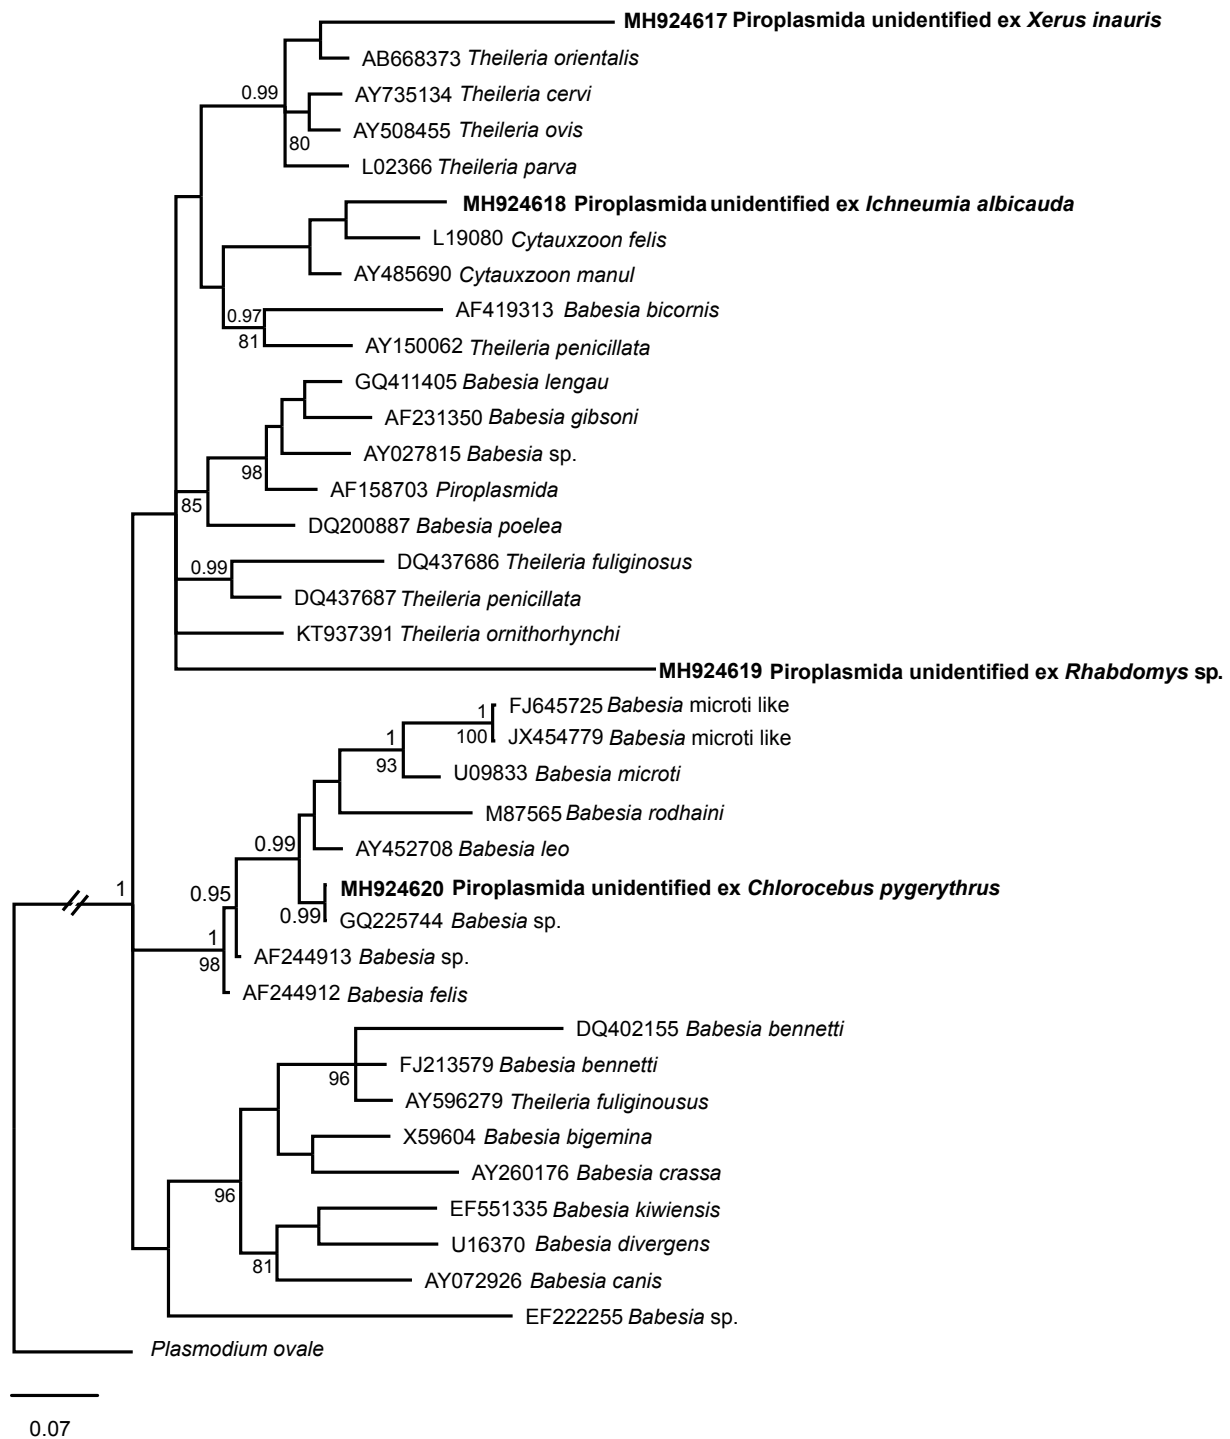 MH924617 Piroplasmida unidentified ex Xerus inauris
AB668373 Theileria orientalis
0.99
AY735134 Theileria cervi
AY508455 Theileria ovis
80
L02366 Theileria parva
MH924618 Piroplasmida unidentified ex Ichneumia albicauda
L19080 Cytauxzoon felis
AY485690 Cytauxzoon manul
AF419313 Babesia bicornis
0.97
81
AY150062 Theileria penicillata
GQ411405 Babesia lengau
AF231350 Babesia gibsoni
AY027815 Babesia sp.
98
AF158703 Piroplasmida
85
DQ200887 Babesia poelea
DQ437686 Theileria fuliginosus
0.99
DQ437687 Theileria penicillata
KT937391 Theileria ornithorhynchi
MH924619 Piroplasmida unidentified ex Rhabdomys sp.
FJ645725 Babesia microti like
1
100
JX454779 Babesia microti like
1
93
U09833 Babesia microti
M87565 Babesia rodhaini
0.99
AY452708 Babesia leo
MH924620 Piroplasmida unidentified ex Chlorocebus pygerythrus
1
0.95
0.99
GQ225744 Babesia sp.
1
98
AF244913 Babesia sp.
AF244912 Babesia felis
DQ402155 Babesia bennetti
FJ213579 Babesia bennetti
96
AY596279 Theileria fuliginousus
X59604 Babesia bigemina
AY260176 Babesia crassa
96
EF551335 Babesia kiwiensis
U16370 Babesia divergens
81
AY072926 Babesia canis
EF222255 Babesia sp.
Plasmodium ovale
0.07